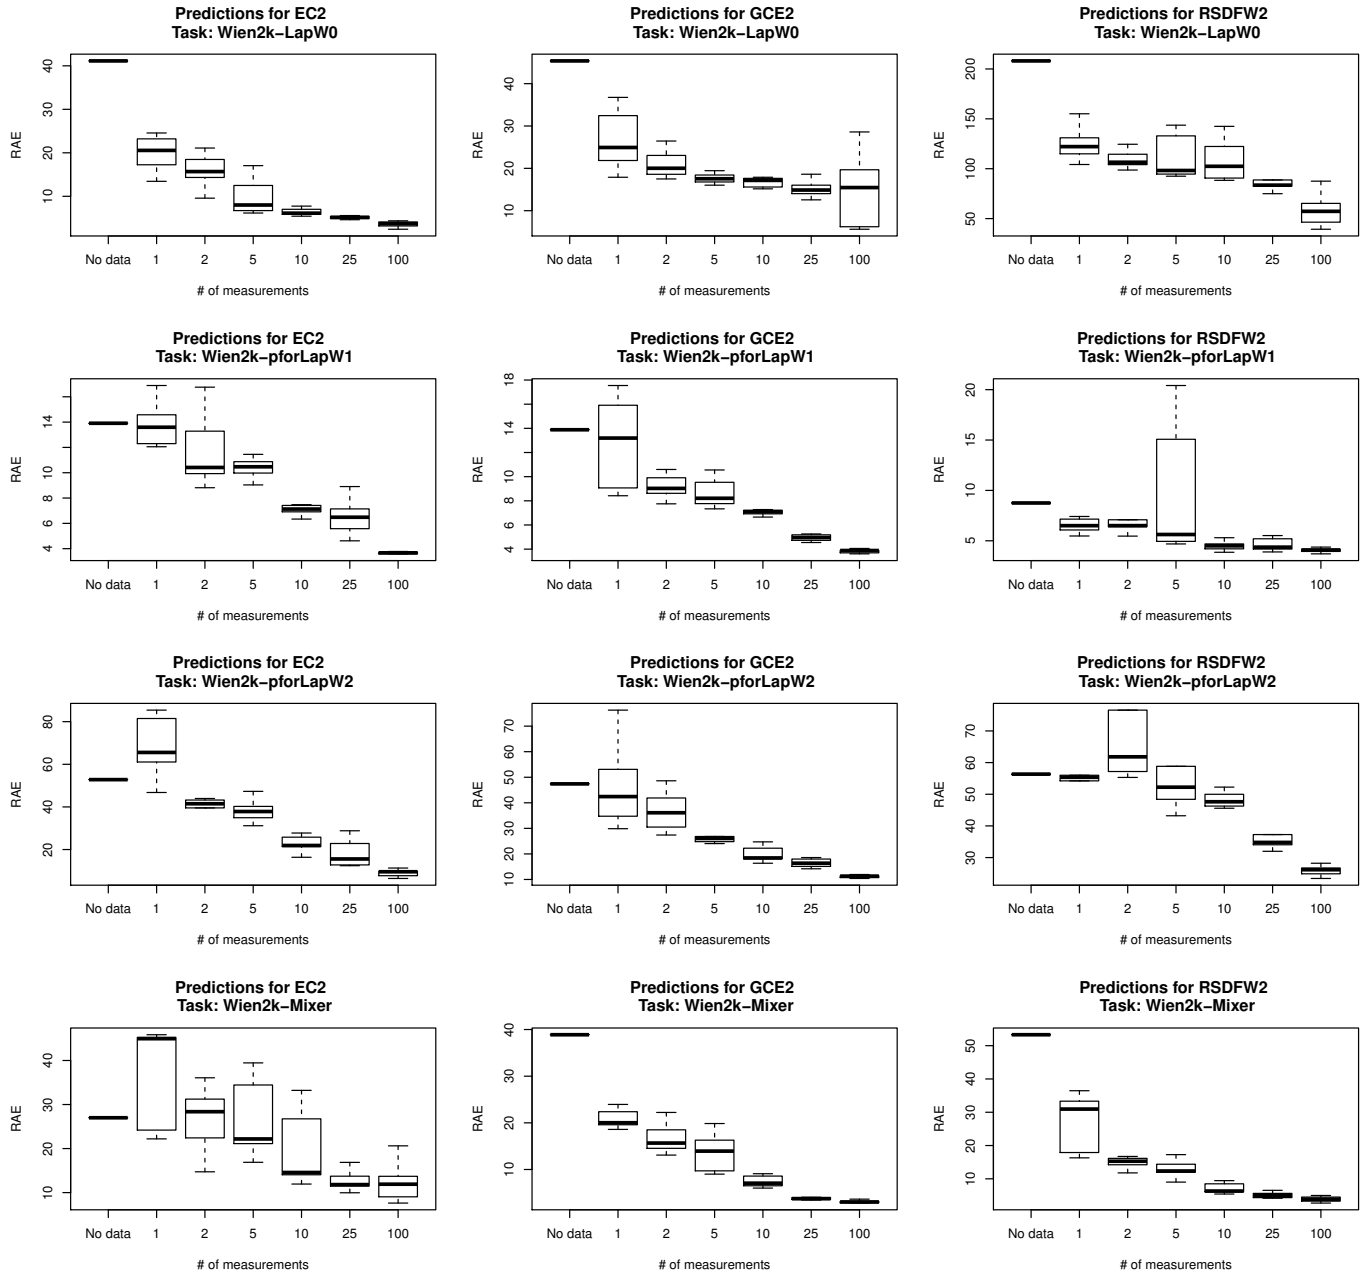 Predictions for EC2
Task: Wien2k−LapW0
RAE
40
30
20
10
No data 1 2 5 10 25 100
# of measurements
Predictions for GCE2
Task: Wien2k−LapW0
RAE
40
30
20
10
No data 1 2 5 10 25 100
# of measurements
Predictions for RSDFW2
Task: Wien2k−LapW0
RAE
200
150
100
50
No data 1 2 5 10 25 100
# of measurements
Predictions for EC2
Task: Wien2k−pforLapW1
RAE
14
10
8
6
4
No data 1 2 5 10 25 100
# of measurements
Predictions for GCE2
Task: Wien2k−pforLapW1
RAE
18
14
10
8
6
4
No data 1 2 5 10 25 100
# of measurements
Predictions for RSDFW2
Task: Wien2k−pforLapW1
RAE
20
15
10
5
No data 1 2 5 10 25 100
# of measurements
Predictions for EC2
Task: Wien2k−pforLapW2
RAE
80
60
40
20
No data 1 2 5 10 25 100
# of measurements
Predictions for GCE2
Task: Wien2k−pforLapW2
RAE
70
60
50
40
30
20
10
No data 1 2 5 10 25 100
# of measurements
Predictions for RSDFW2
Task: Wien2k−pforLapW2
RAE
70
60
50
40
30
No data 1 2 5 10 25 100
# of measurements
Predictions for EC2
Task: Wien2k−Mixer
RAE
40
30
20
10
No data 1 2 5 10 25 100
# of measurements
Predictions for GCE2
Task: Wien2k−Mixer
RAE
40
30
20
10
No data 1 2 5 10 25 100
# of measurements
Predictions for RSDFW2
Task: Wien2k−Mixer
RAE
50
40
30
20
10
No data 1 2 5 10 25 100
# of measurements